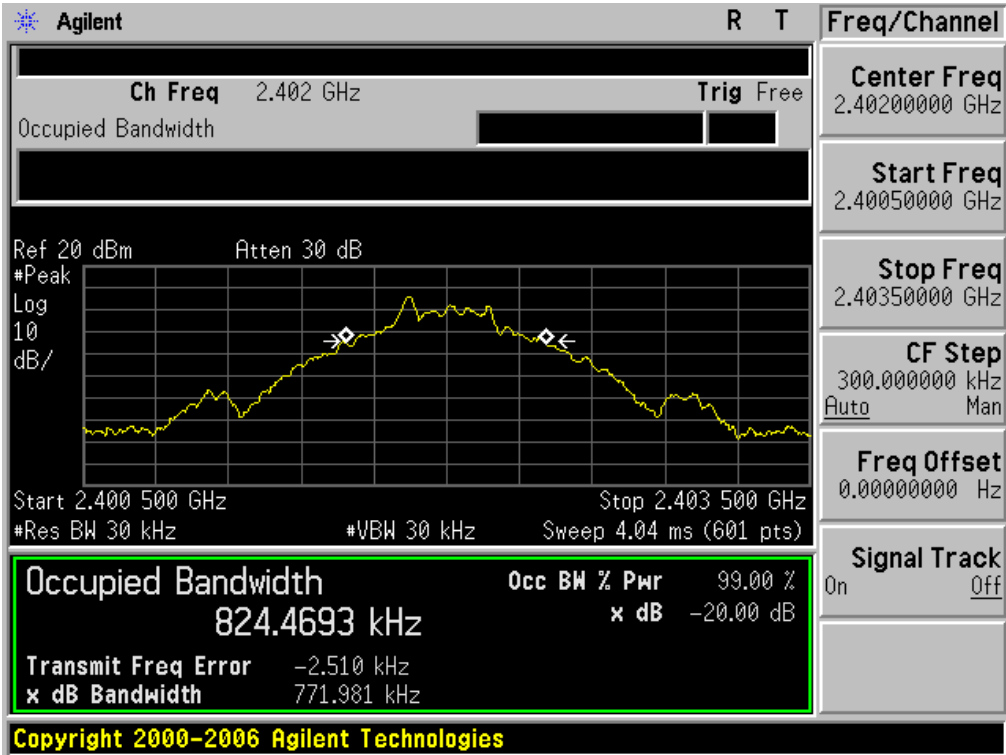 Agilent R T
Freq/Channel
Ch Freq 2.402 GHz Trig Free
Occupied Bandwidth
Center Freq
2.40200000 GHz
Start Freq
2.40050000 GHz
Stop Freq
2.40350000 GHz
CF Step
300.000000 kHz
Auto Man
Freq Offset
0.00000000 Hz
Signal Track
On Off
Ref 20 dBm Atten 30 dB
#Peak
Log
10
dB/
Start 2.400 500 GHz Stop 2.403 500 GHz
#Res BW 30 kHz #VBW 30 kHz Sweep 4.04 ms (601 pts)
Occupied Bandwidth Occ BW % Pwr 99.00 %
824.4693 kHz x dB -20.00 dB
Transmit Freq Error -2.510 kHz
x dB Bandwidth 771.981 kHz
Copyright 2000-2006 Agilent Technologies